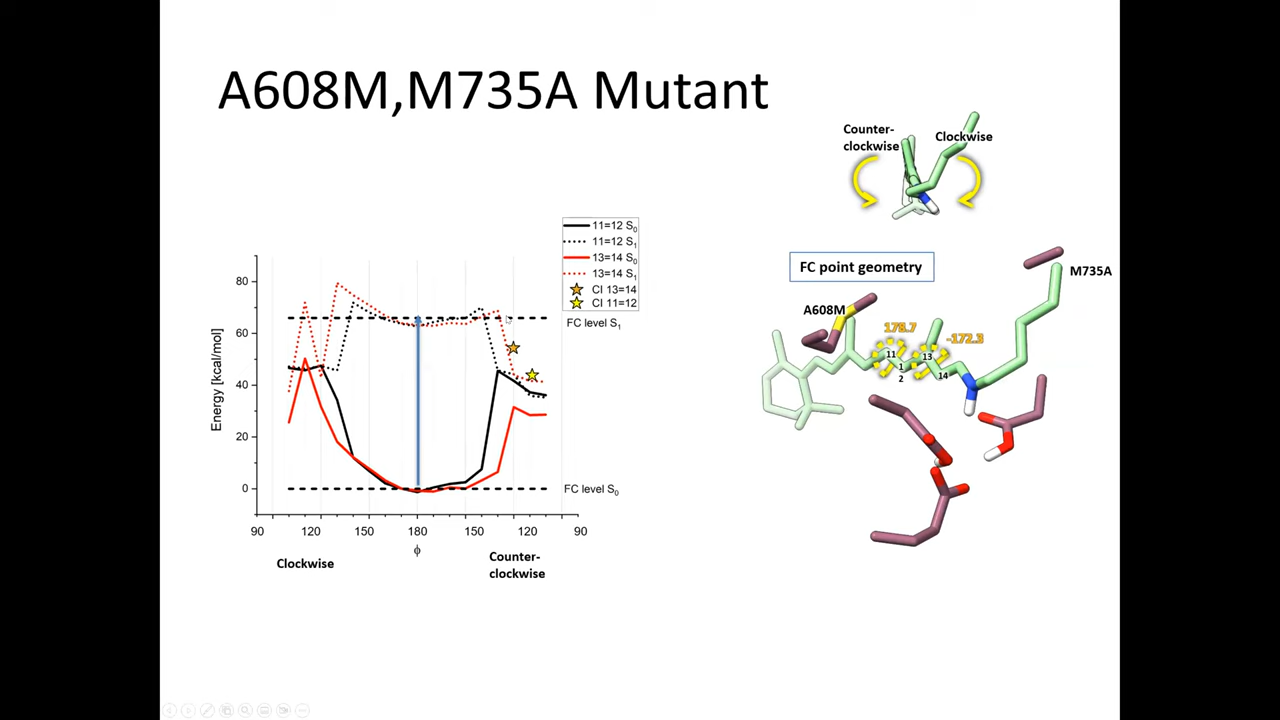 A608M,M735A Mutant
Counter-
clockwise
Clockwise
11=12 S0
11=12 S1
13=14 S0
13=14 S1
CI 13=14
CI 11=12
FC level S1
FC level S0
Energy [kcal/mol]
80
60
40
20
0
90
120
150
180
150
120
90
ϕ
Clockwise
Counter-
clockwise
FC point geometry
M735A
A608M
178.7
-172.3
11
13
1
2
14